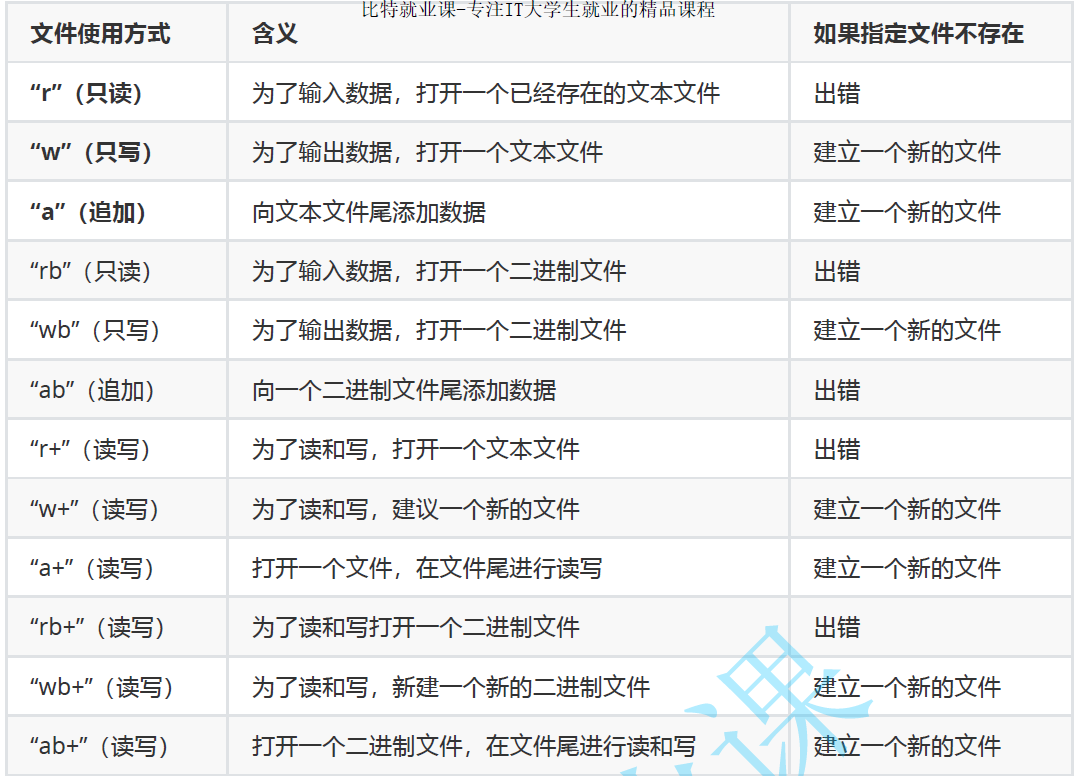 比特就业课-专注IT大学生就业的精品课程
文件使用方式 含义 如果指定文件不存在
“r”（只读） 为了输入数据，打开一个已经存在的文本文件 出错
“w”（只写） 为了输出数据，打开一个文本文件 建立一个新的文件
“a”（追加） 向文本文件尾添加数据 建立一个新的文件
“rb”（只读） 为了输入数据，打开一个二进制文件 出错
“wb”（只写） 为了输出数据，打开一个二进制文件 建立一个新的文件
“ab”（追加） 向一个二进制文件尾添加数据 出错
“r+”（读写） 为了读和写，打开一个文本文件 出错
“w+”（读写） 为了读和写，建议一个新的文件 建立一个新的文件
“a+”（读写） 打开一个文件，在文件尾进行读写 建立一个新的文件
“rb+”（读写） 为了读和写打开一个二进制文件 出错
“wb+”（读写） 为了读和写，新建一个新的二进制文件 建立一个新的文件
“ab+”（读写） 打开一个二进制文件，在文件尾进行读和写 建立一个新的文件
课